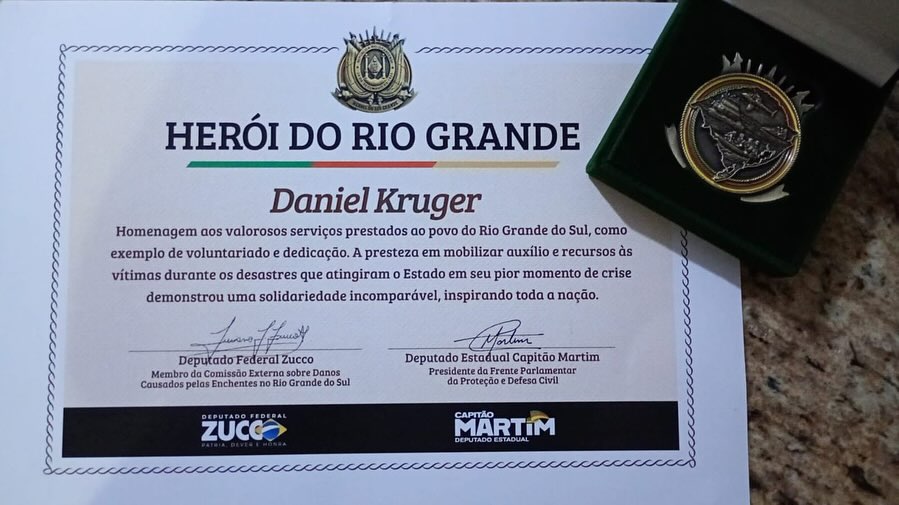 HERÓI DO RIO GRANDE
Daniel Kruger
Homenagem aos valorosos serviços prestados ao povo do Rio Grande do Sul, como
exemplo de voluntariado e dedicação. A presteza em mobilizar auxílio e recursos às
vítimas durante os desastres que atingiram o Estado em seu pior momento de crise
demonstrou uma solidariedade incomparável, inspirando toda a nação.
Deputado Federal Zucco
Membro da Comissão Externa sobre Danos
Causados pelas Enchentes no Rio Grande do Sul
Deputado Estadual Capitão Martim
Presidente da Frente Parlamentar
da Proteção e Defesa Civil
DEPUTADO FEDERAL
ZUCCO
PÁTRIA, DEVER E HONRA
CAPITÃO
MARTIM
DEPUTADO ESTADUAL